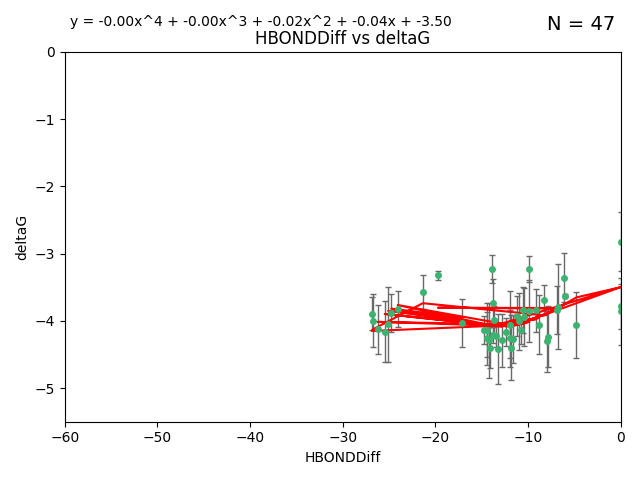 y = -0.00x^4 + -0.00x^3 + -0.02x^2 + -0.04x + -3.50
N = 47
HBONDDiff vs deltaG
0
−1
−2
−3
−4
−5
deltaG
−60 −50 −40 −30 −20 −10 0
HBONDDiff